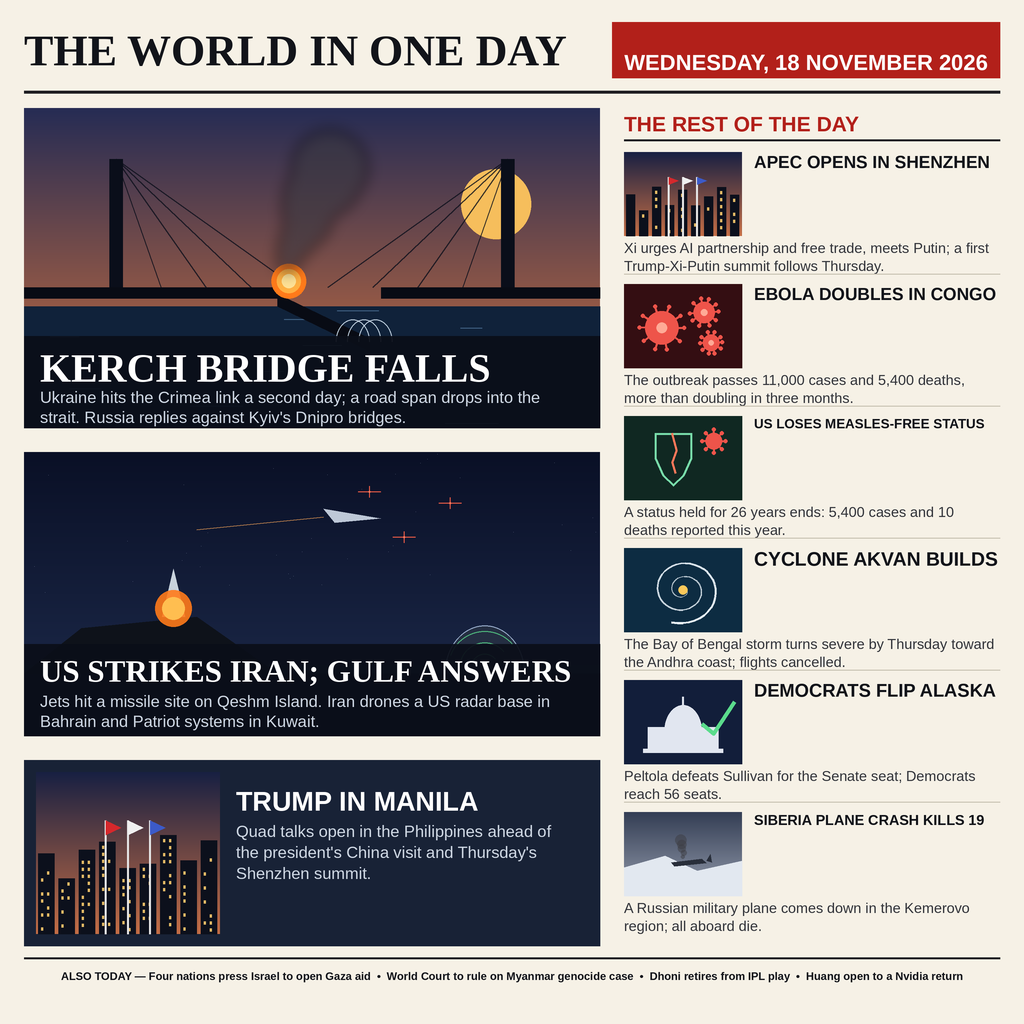 THE WORLD IN ONE DAY
WEDNESDAY, 18 NOVEMBER 2026
KERCH BRIDGE FALLS
Ukraine hits the Crimea link a second day; a road span drops into the
strait. Russia replies against Kyiv's Dnipro bridges.
US STRIKES IRAN; GULF ANSWERS
Jets hit a missile site on Qeshm Island. Iran drones a US radar base in
Bahrain and Patriot systems in Kuwait.
TRUMP IN MANILA
Quad talks open in the Philippines ahead of
the president's China visit and Thursday's
Shenzhen summit.
THE REST OF THE DAY
APEC OPENS IN SHENZHEN
Xi urges AI partnership and free trade, meets Putin; a first
Trump-Xi-Putin summit follows Thursday.
EBOLA DOUBLES IN CONGO
The outbreak passes 11,000 cases and 5,400 deaths,
more than doubling in three months.
US LOSES MEASLES-FREE STATUS
A status held for 26 years ends: 5,400 cases and 10
deaths reported this year.
CYCLONE AKVAN BUILDS
The Bay of Bengal storm turns severe by Thursday toward
the Andhra coast; flights cancelled.
DEMOCRATS FLIP ALASKA
Peltola defeats Sullivan for the Senate seat; Democrats
reach 56 seats.
SIBERIA PLANE CRASH KILLS 19
A Russian military plane comes down in the Kemerovo
region; all aboard die.
ALSO TODAY — Four nations press Israel to open Gaza aid • World Court to rule on Myanmar genocide case • Dhoni retires from IPL play • Huang open to a Nvidia return